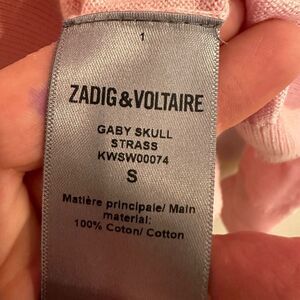 1
ZADIG&VOLTAIRE
GABY SKULL
STRASS
KWSW00074
S
Matière principale/ Main
material:
100% Coton/ Cotton